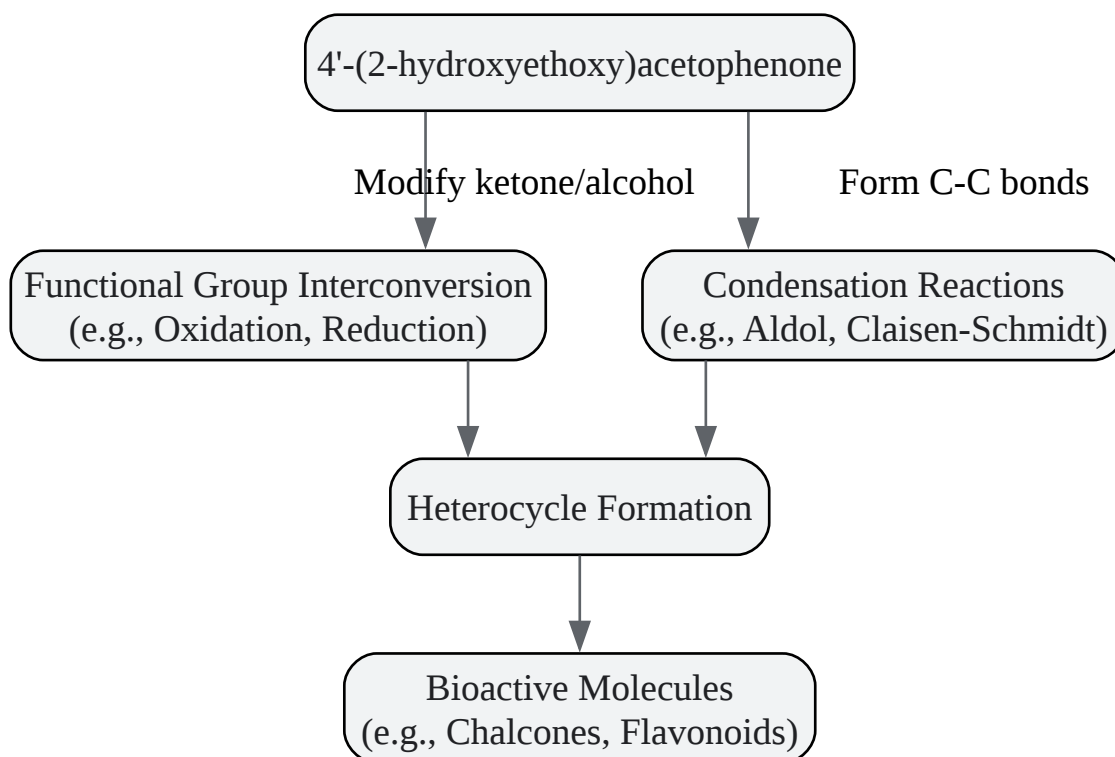 4'-(2-hydroxyethoxy)acetophenone
Modify ketone/alcohol
Form C-C bonds
Functional Group Interconversion
(e.g., Oxidation, Reduction)
Condensation Reactions
(e.g., Aldol, Claisen-Schmidt)
Heterocycle Formation
Bioactive Molecules
(e.g., Chalcones, Flavonoids)